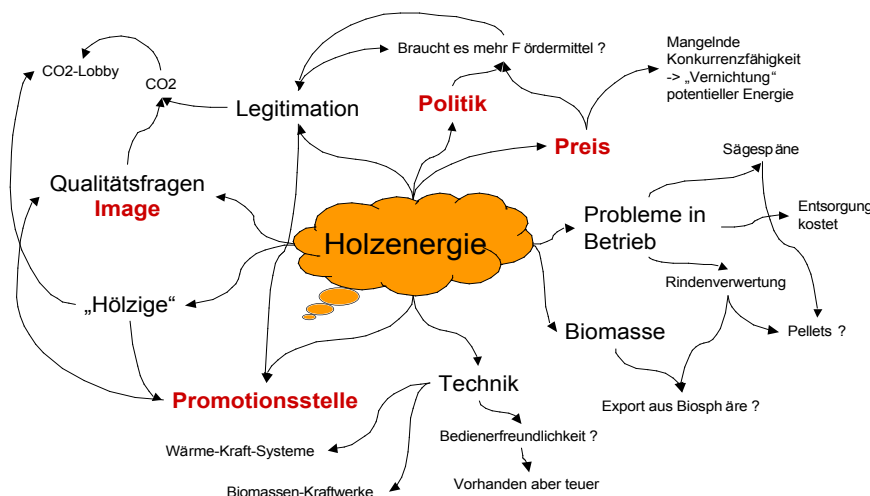 Braucht es mehr F ördermittel ?
Mangelnde
Konkurrenzfähigkeit
-> „Vernichtung“
potentieller Energie
CO2-Lobby
CO2
Legitimation
Politik
Preis
Sägespäne
Qualitätsfragen
Image
Holzenergie
Probleme in
Betrieb
Entsorgung
kostet
Rindenverwertung
„Hölzige“
Biomasse
Pellets ?
Promotionsstelle
Technik
Export aus Biosph äre ?
Wärme-Kraft-Systeme
Bedienerfreundlichkeit ?
Biomassen-Kraftwerke
Vorhanden aber teuer